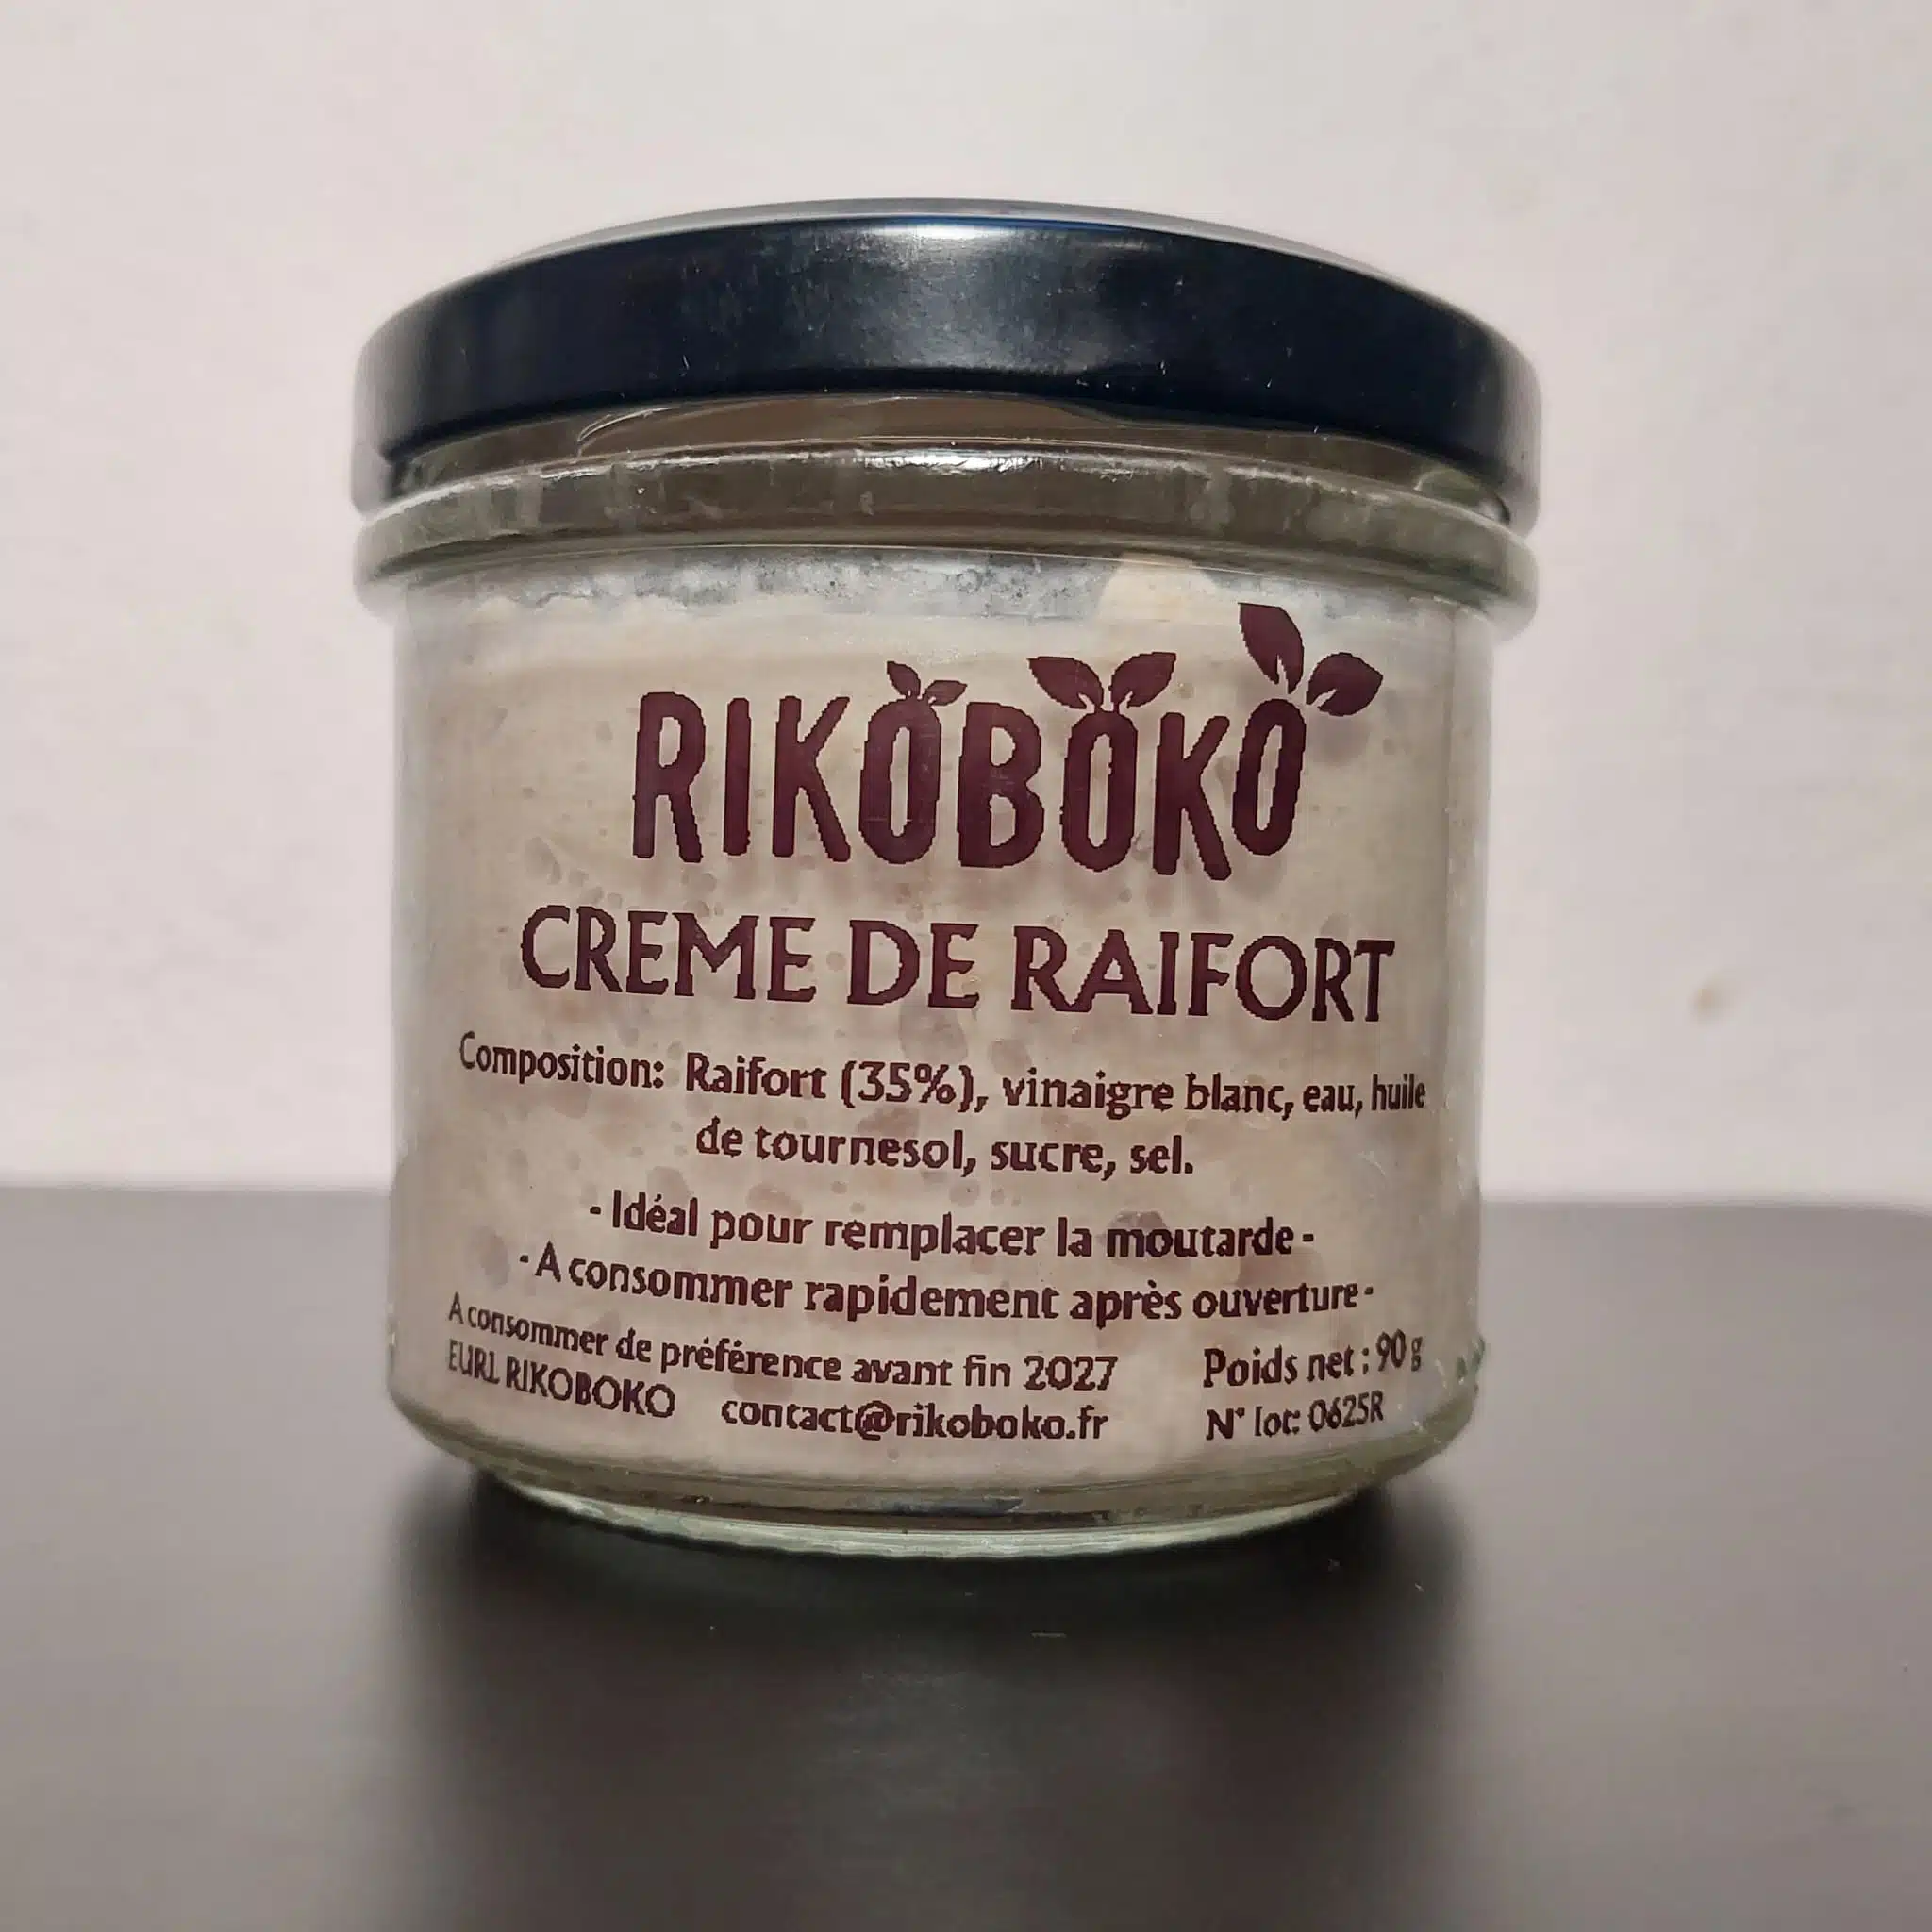 RIKOBOKO
CREME DE RAIFORT
Composition: Raifort (35%), vinaigre blanc, eau, huile
de tournesol, sucre, sel.
- Idéal pour remplacer la moutarde -
- A consommer rapidement après ouverture -
A consommer de préférence avant fin 2027
Poids net : 90 g
EURL RIKOBOKO contact@rikoboko.fr
N° lot: 0625R